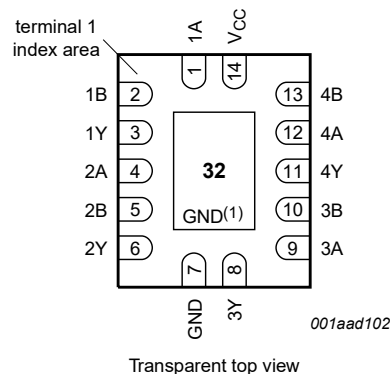 terminal 1
index area
1A
VCC
1
14
1B 2
13 4B
1Y 3
12 4A
2A 4
32
11 4Y
2B 5
GND(1)
10 3B
2Y 6
9 3A
7
8
GND
3Y
001aad102
Transparent top view